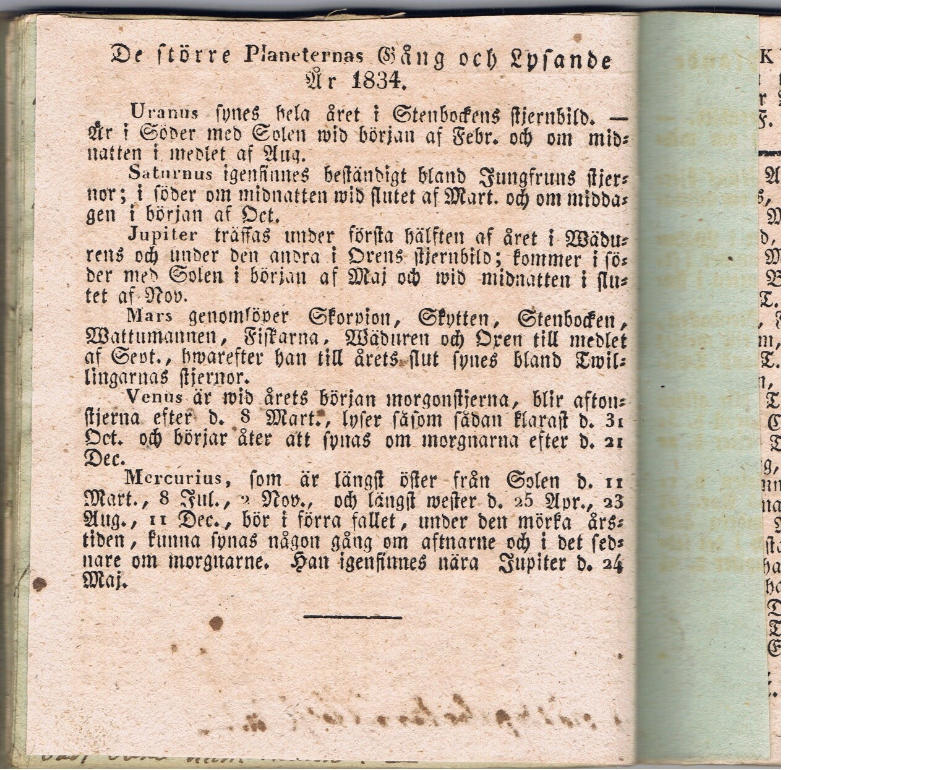 De större Planeternas Gång och Lysande
År 1834.
Uranus synes hela året i Stenbockens stjernbild. —
Är i Söder med Solen wid början af Febr. och om mid-
natten i medlet af Aug.
Saturnus igenfinnes beständigt bland Jungfruns stjer-
nor; i söder om midnatten wid slutet af Mart. och om midda-
gen i början af Oct.
Jupiter träffas under första hälften af året i Wädu-
rens och under den andra i Oxens stjernbild; kommer i sö-
der med Solen i början af Maj och wid midnatten i slu-
tet af Nov.
Mars genomlöper Skorpion, Skytten, Stenbocken,
Wattumannen, Fiskarna, Wäduren och Oxen till medlet
af Sept., hwarefter han till årets slut synes bland Twil-
lingarnas stjernor.
Venus är wid årets början morgonstjerna, blir afton-
stjerna efter d. 8 Mart., lyser såsom sådan klarast d. 31
Oct. och börjar åter att synas om morgnarna efter d. 21
Dec.
Mercurius, som är längst öster från Solen d. 11
Mart., 8 Jul., 2 Nov., och längst wester d. 25 Apr., 23
Aug., 11 Dec., bör i förra fallet, under den mörka års-
tiden, kunna synas någon gång om aftnarne och i det sed-
nare om morgnarne. Han igenfinnes nära Jupiter d. 24
Maj.